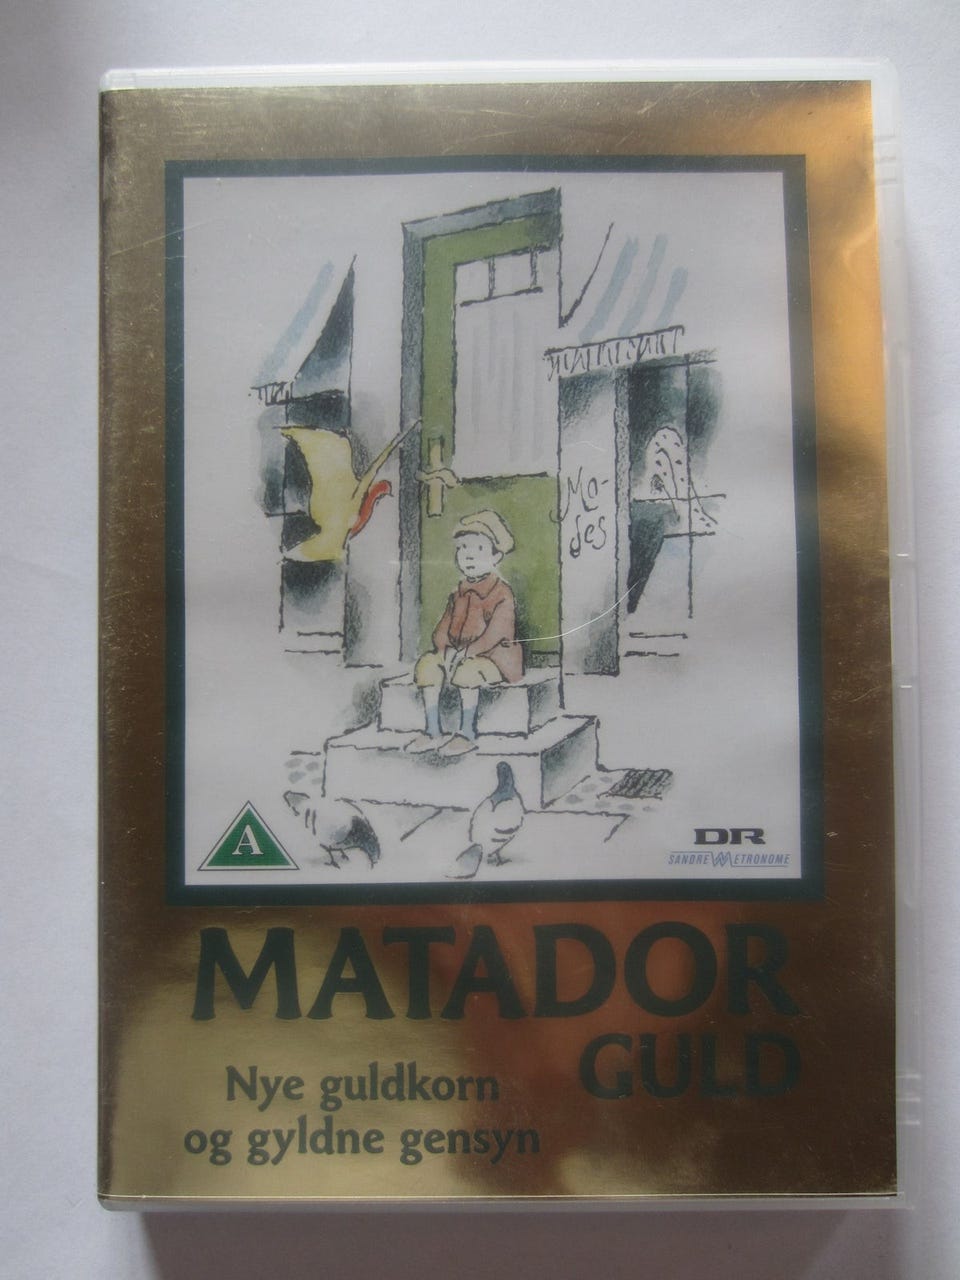 Mo-
des
A
DR
SANDREW METRONOME
MATADOR
GULD
Nye guldkorn
og gyldne gensyn